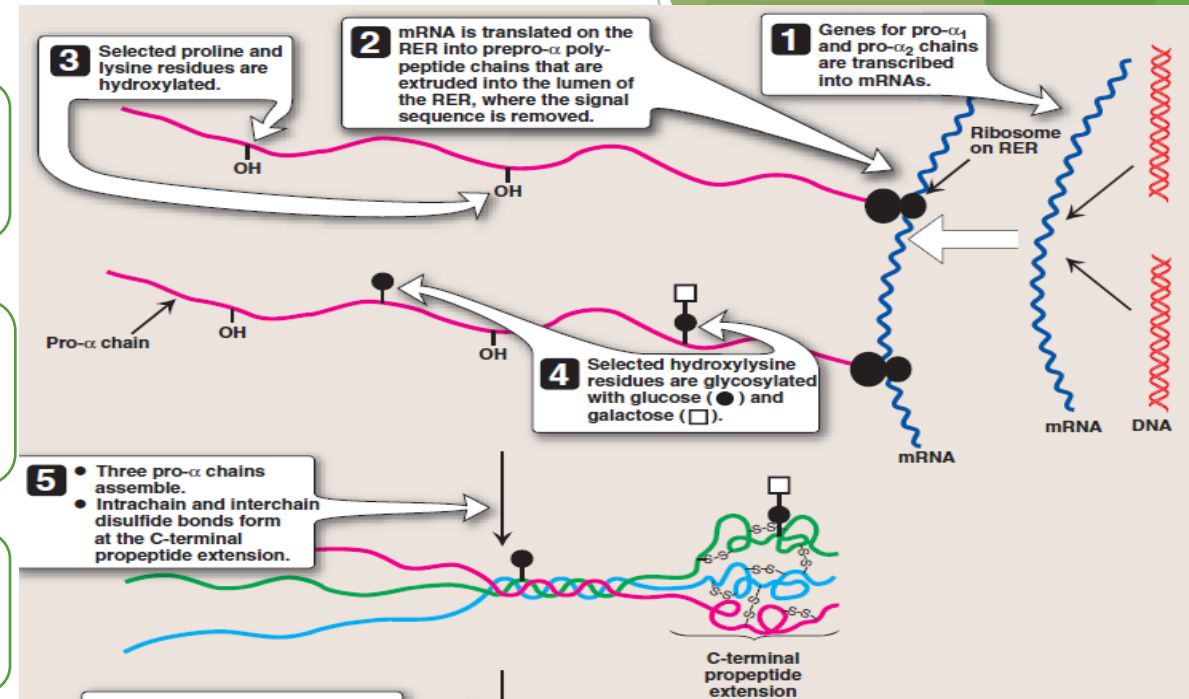 1 Genes for pro-α1
and pro-α2 chains
are transcribed
into mRNAs.
2 mRNA is translated on the
RER into prepro-α poly-
peptide chains that are
extruded into the lumen of
the RER, where the signal
sequence is removed.
3 Selected proline and
lysine residues are
hydroxylated.
Ribosome
on RER
OH
OH
Pro-α chain
OH
OH
4 Selected hydroxylysine
residues are glycosylated
with glucose (●) and
galactose (□).
mRNA
DNA
mRNA
5 ● Three pro-α chains
assemble.
● Intrachain and interchain
disulfide bonds form
at the C-terminal
propeptide extension.
-S-S-
-S-S-
-S-S-
-S-S-
-S-S-
-S-S-
-S-S-
-S-S-
C-terminal
propeptide
extension